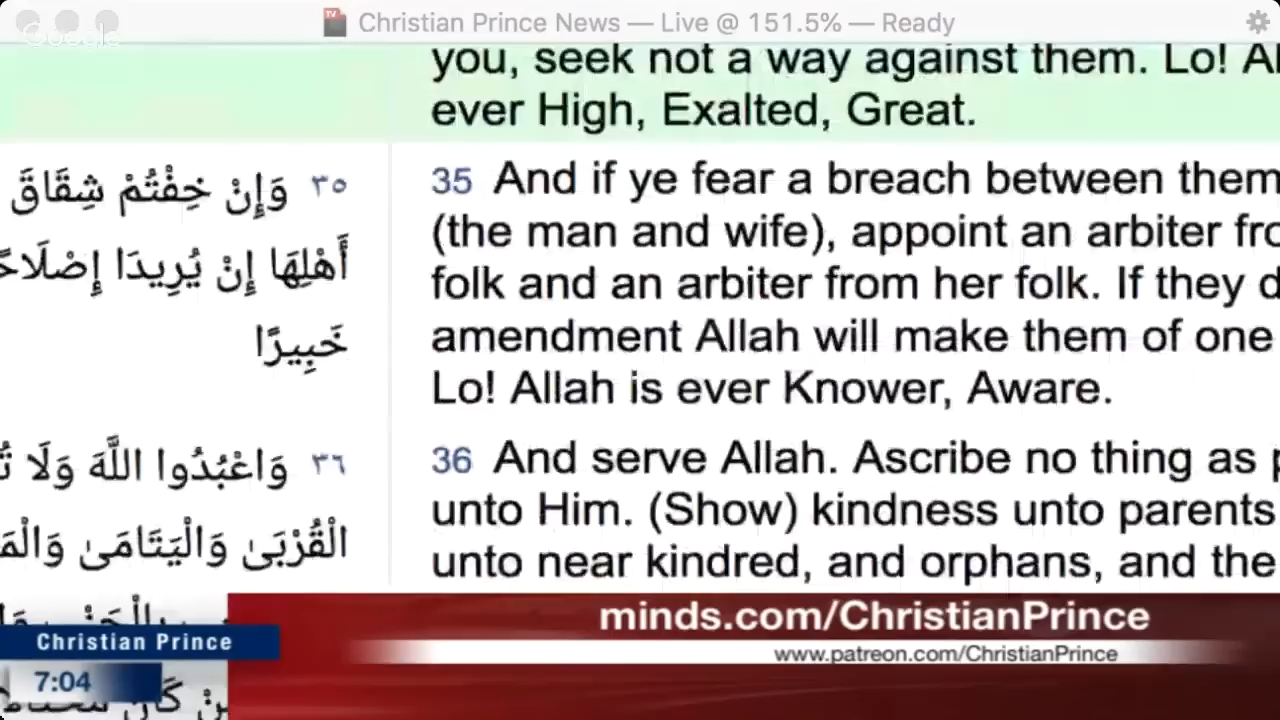 Christian Prince News — Live @ 151.5% — Ready
Google
you, seek not a way against them. Lo! Al
ever High, Exalted, Great.
٣٥ وَإِنْ خِفْتُمْ شِقَاقَ
أَهْلِهَا إِنْ يُرِيدَا إِصْلَاحً
خَبِيرًا
35 And if ye fear a breach between them
(the man and wife), appoint an arbiter fro
folk and an arbiter from her folk. If they d
amendment Allah will make them of one
Lo! Allah is ever Knower, Aware.
٣٦ وَاعْبُدُوا اللَّهَ وَلَا تُ
الْقُرْبَىٰ وَالْيَتَامَىٰ وَالْمَ
36 And serve Allah. Ascribe no thing as p
unto Him. (Show) kindness unto parents
unto near kindred, and orphans, and the
minds.com/ChristianPrince
Christian Prince
www.patreon.com/ChristianPrince
7:04